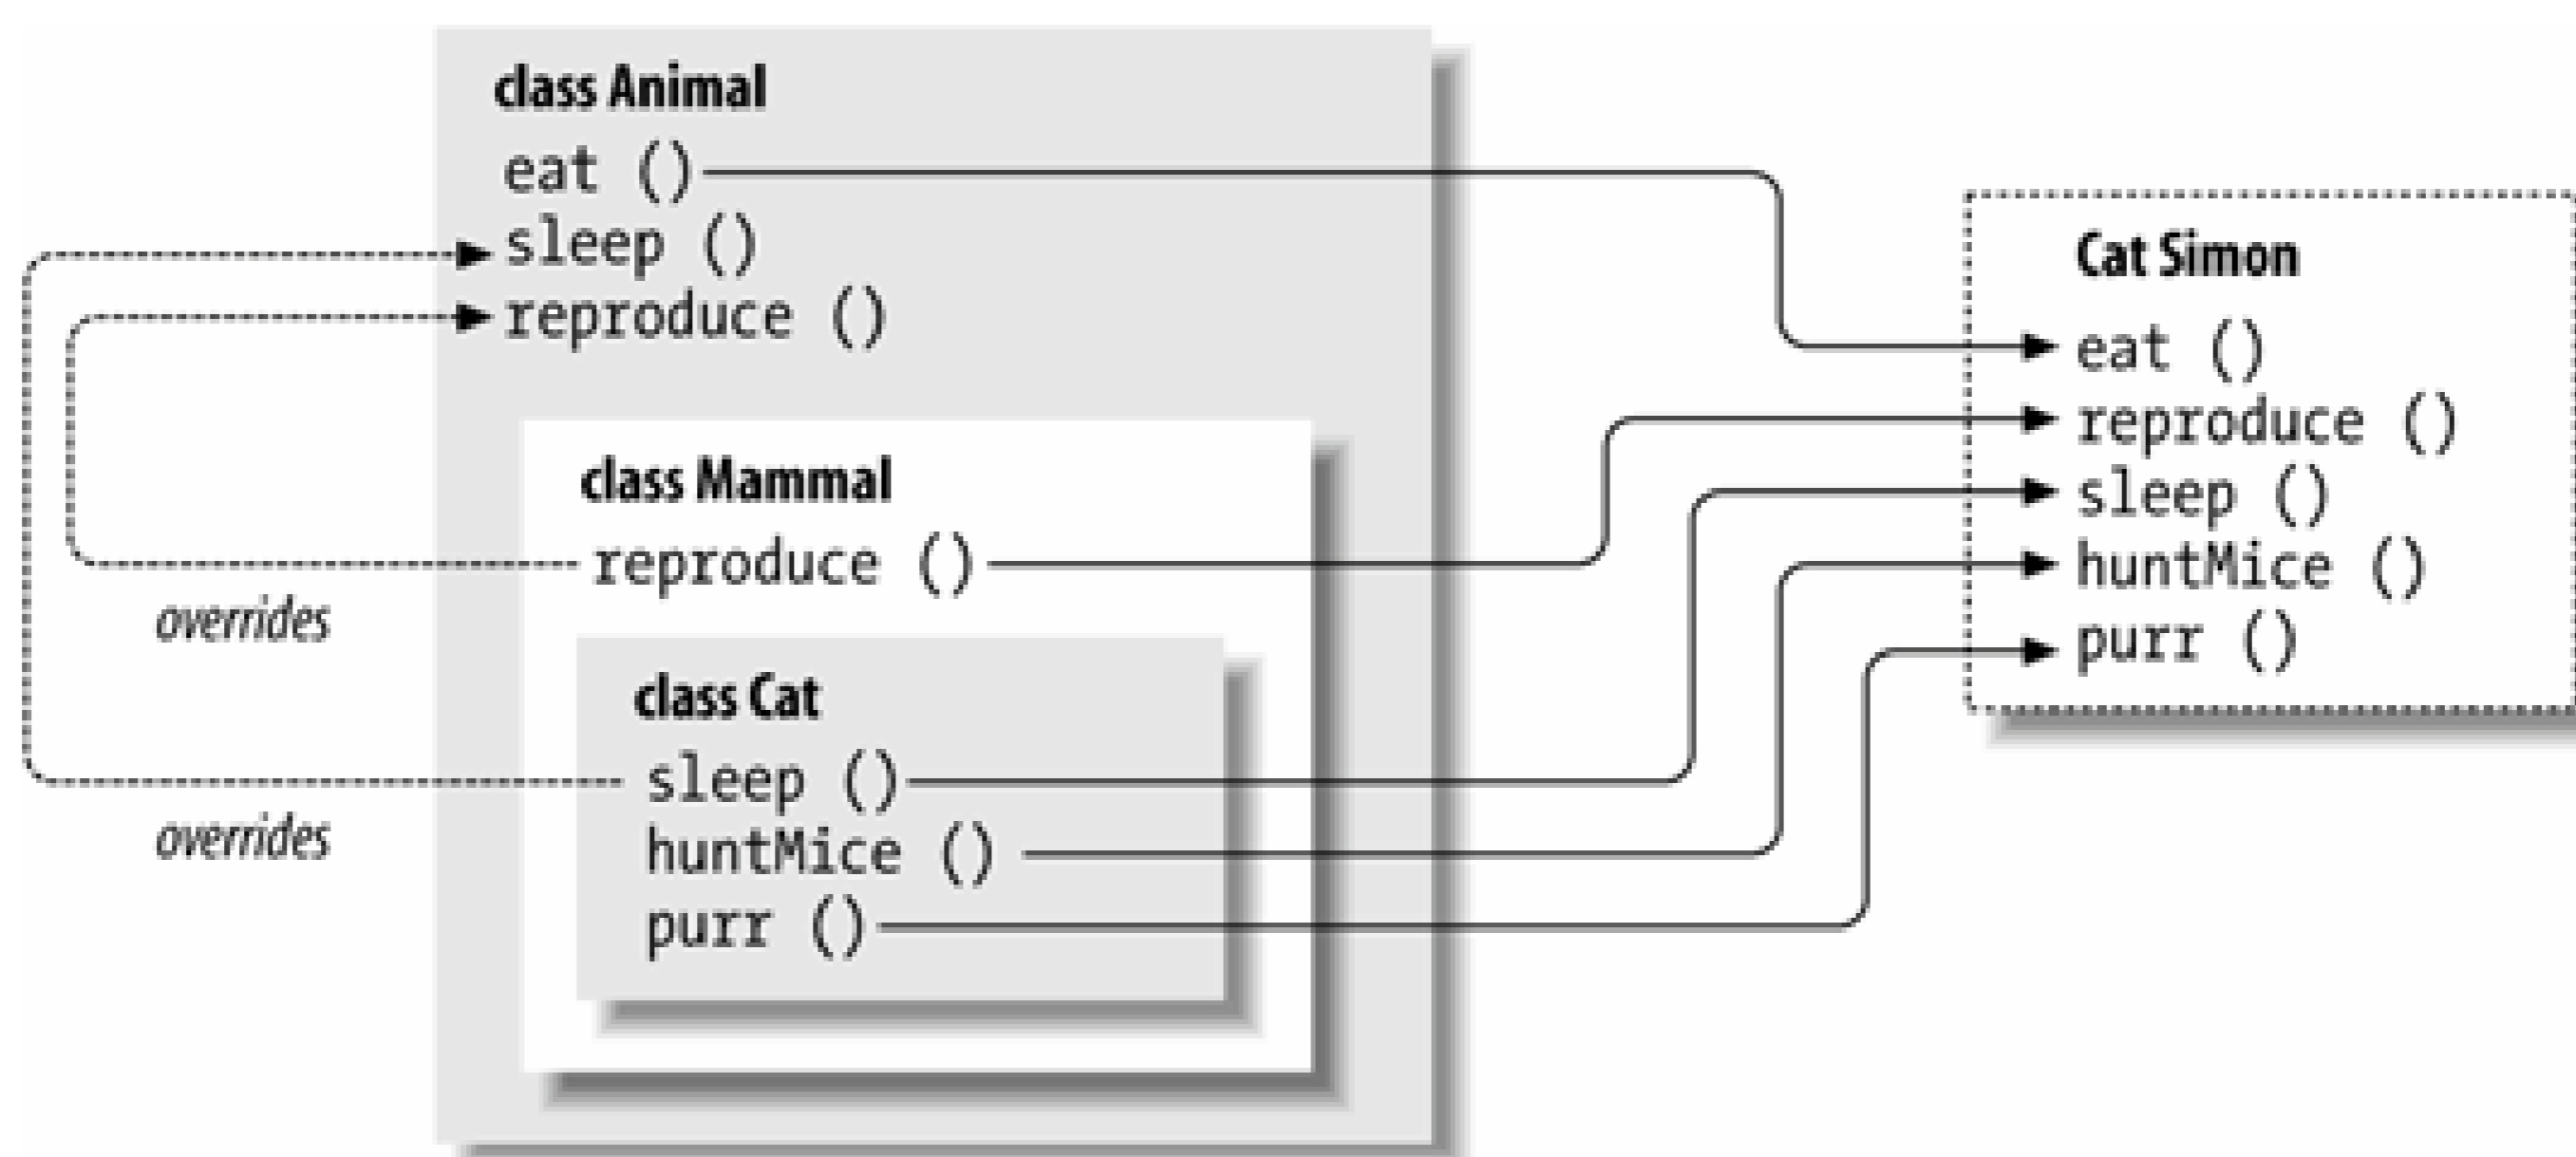 class Animal
eat ()
sleep ()
reproduce ()
class Mammal
reproduce ()
overrides
class Cat
sleep ()
overrides
huntMice ()
purr ()
Cat Simon
eat ()
reproduce ()
sleep ()
huntMice ()
purr ()